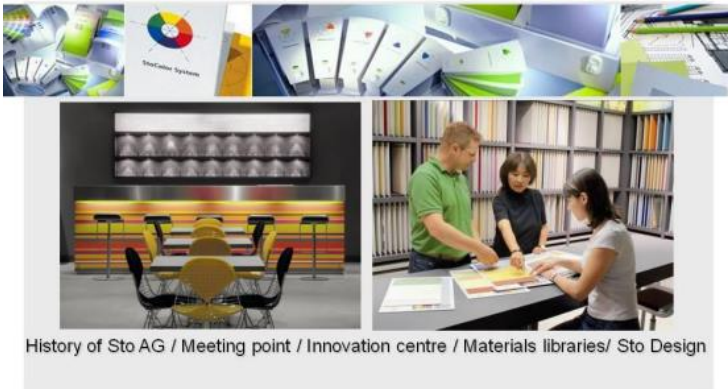 StoColor System
History of Sto AG / Meeting point / Innovation centre / Materials libraries/ Sto Design